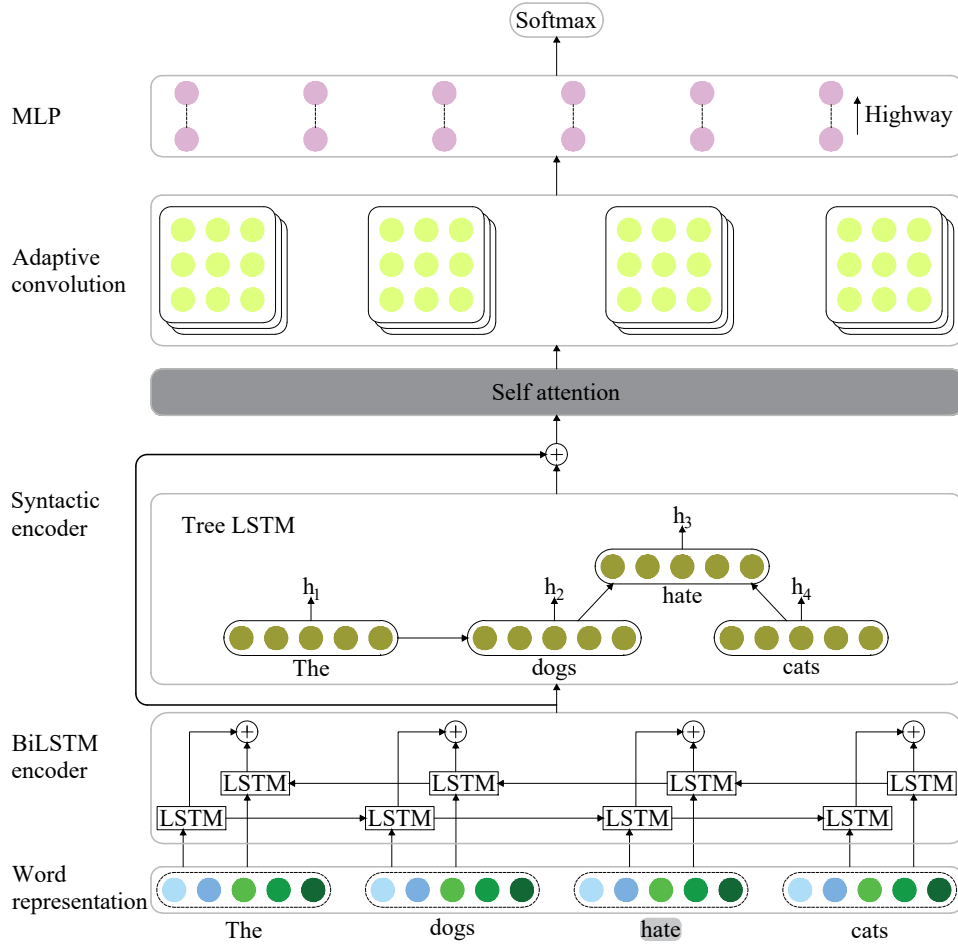 Softmax
MLP
Highway
Adaptive
convolution
Self attention
Syntactic
encoder
Tree LSTM
h3
h1
h2
hate
h4
The
dogs
cats
BiLSTM
encoder
+
+
+
+
+
LSTM
LSTM
LSTM
LSTM
LSTM
LSTM
LSTM
LSTM
Word
representation
The
dogs
hate
cats